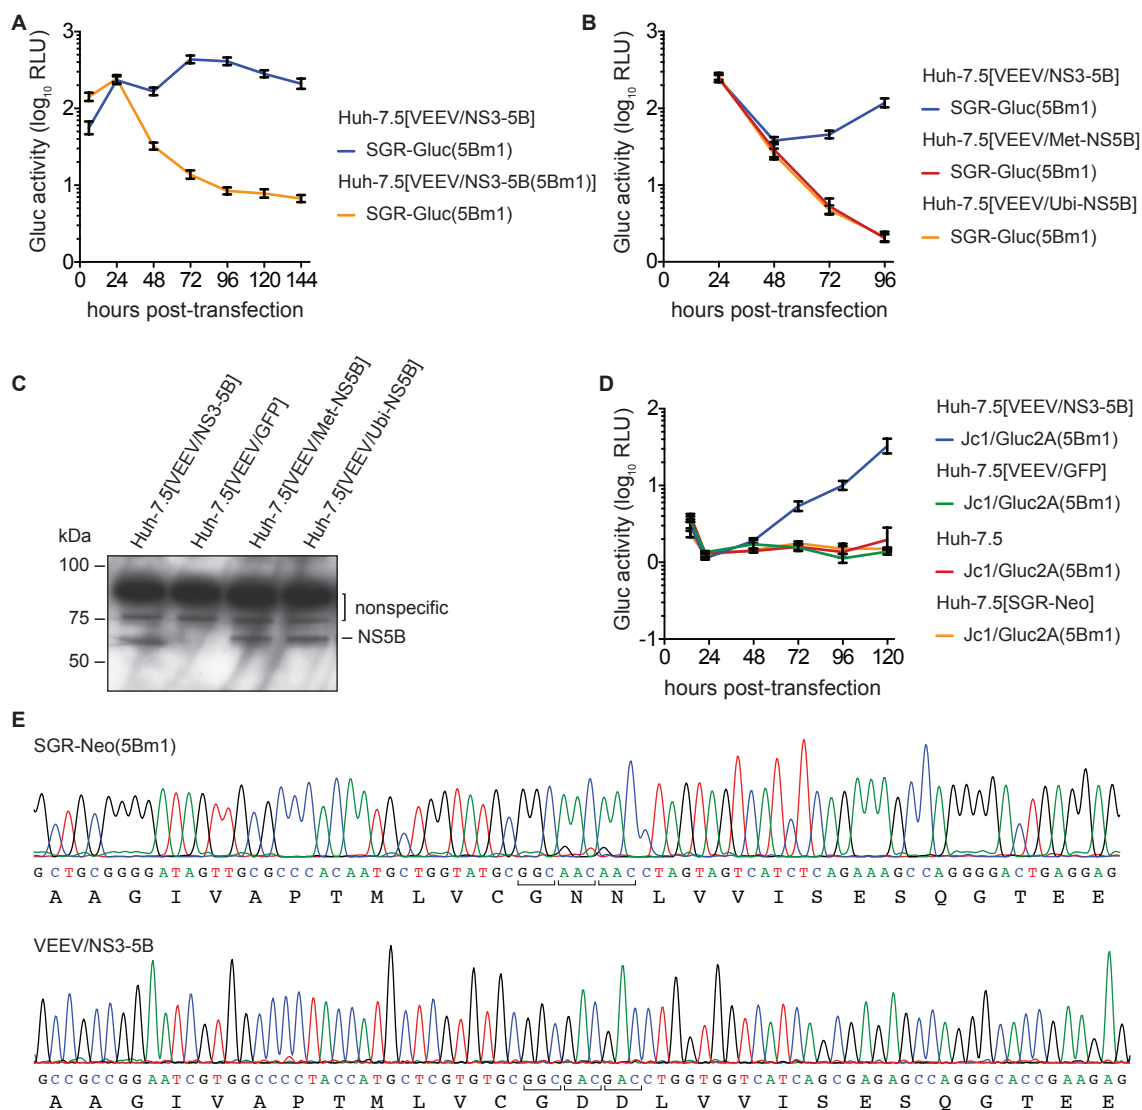 A
Gluc activity (log10 RLU)
3
2
1
0
0 24 48 72 96 120 144
hours post-transfection
Huh-7.5[VEEV/NS3-5B]
SGR-Gluc(5Bm1)
Huh-7.5[VEEV/NS3-5B(5Bm1)]
SGR-Gluc(5Bm1)
B
Gluc activity (log10 RLU)
3
2
1
0
0 24 48 72 96
hours post-transfection
Huh-7.5[VEEV/NS3-5B]
SGR-Gluc(5Bm1)
Huh-7.5[VEEV/Met-NS5B]
SGR-Gluc(5Bm1)
Huh-7.5[VEEV/Ubi-NS5B]
SGR-Gluc(5Bm1)
C
Huh-7.5[VEEV/NS3-5B]
Huh-7.5[VEEV/GFP]
Huh-7.5[VEEV/Met-NS5B]
Huh-7.5[VEEV/Ubi-NS5B]
kDa
100
75
50
nonspecific
NS5B
D
Gluc activity (log10 RLU)
2
1
0
-1
0 24 48 72 96 120
hours post-transfection
Huh-7.5[VEEV/NS3-5B]
Jc1/Gluc2A(5Bm1)
Huh-7.5[VEEV/GFP]
Jc1/Gluc2A(5Bm1)
Huh-7.5
Jc1/Gluc2A(5Bm1)
Huh-7.5[SGR-Neo]
Jc1/Gluc2A(5Bm1)
E
SGR-Neo(5Bm1)
GCTGCGGGGATAGTTGCGCCCACAATGCTGGTATGCGGCAACAACCTAGTAGTCATCTCAGAAAGCCAGGGGACTGAGGAG
A A G I V A P T M L V C G N N L V V I S E S Q G T E E
VEEV/NS3-5B
GCCGCCGGAATCGTGGCCCCTACCATGCTCGTGTGCGGCGACGACCTGGTGGTCATCAGCGAGAGCCAGGGCACCGAAGAG
A A G I V A P T M L V C G D D L V V I S E S Q G T E E